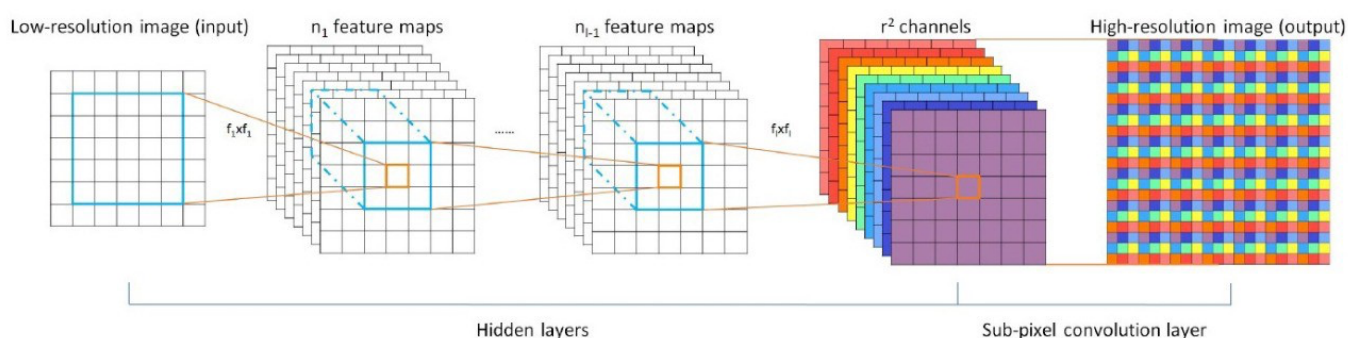 Low-resolution image (input)
n₁ feature maps
nₗ₋₁ feature maps
r² channels
High-resolution image (output)
f₁xf₁
......
fₗxfₗ
Hidden layers
Sub-pixel convolution layer